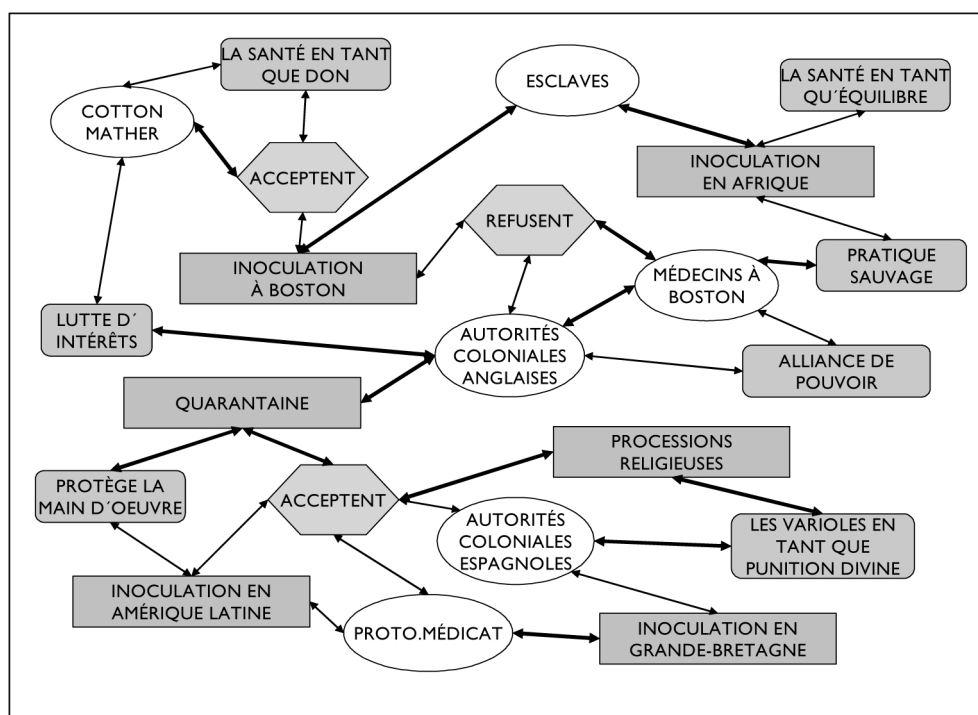 LA SANTÉ EN TANT
QUE DON
ESCLAVES
LA SANTÉ EN TANT
QU´ÉQUILIBRE
COTTON
MATHER
ACCEPTENT
INOCULATION
EN AFRIQUE
REFUSENT
INOCULATION
À BOSTON
MÉDECINS À
BOSTON
PRATIQUE
SAUVAGE
LUTTE D´
INTÉRÊTS
AUTORITÉS
COLONIALES
ANGLAISES
ALLIANCE DE
POUVOIR
QUARANTAINE
PROCESSIONS
RELIGIEUSES
PROTÈGE LA
MAIN D´OEUVRE
ACCEPTENT
AUTORITÉS
COLONIALES
ESPAGNOLES
LES VARIOLES EN
TANT QUE
PUNITION DIVINE
INOCULATION EN
AMÉRIQUE LATINE
PROTO.MÉDICAT
INOCULATION EN
GRANDE-BRETAGNE